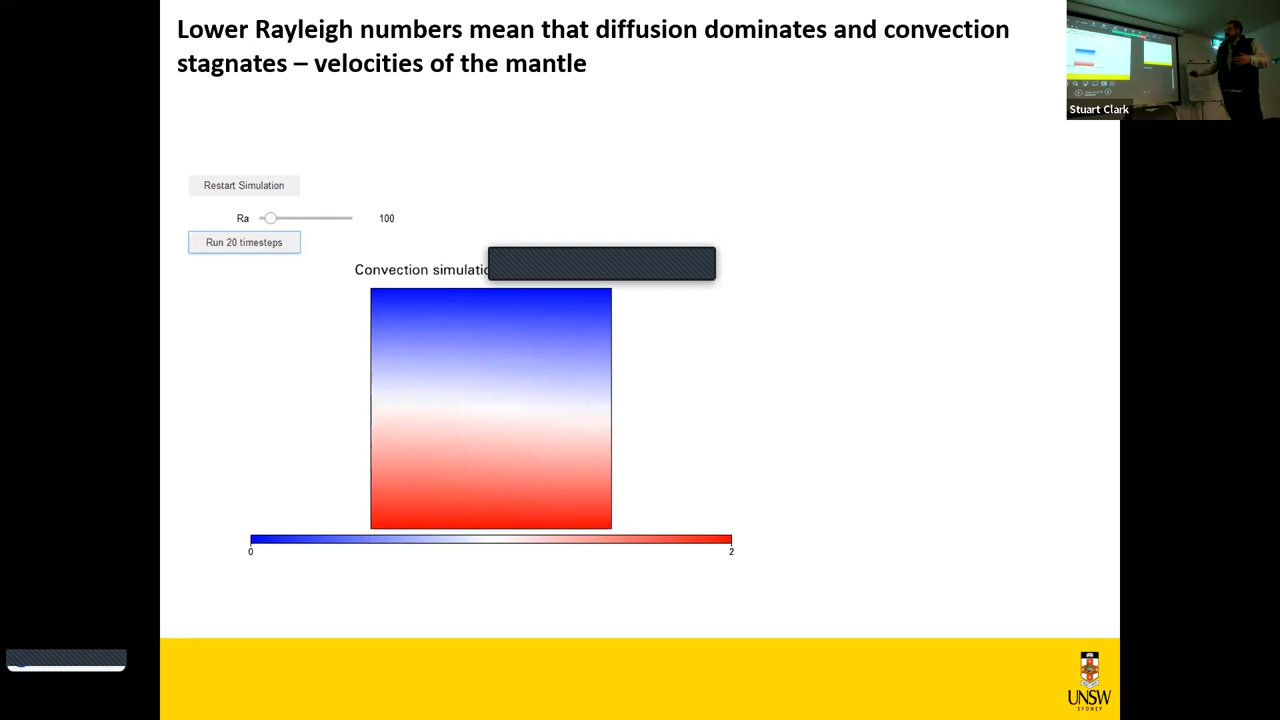 Lower Rayleigh numbers mean that diffusion dominates and convection
stagnates – velocities of the mantle
Stuart Clark
Restart Simulation
Ra 100
Run 20 timesteps
Convection simulatio
0 2
UNSW
SYDNEY